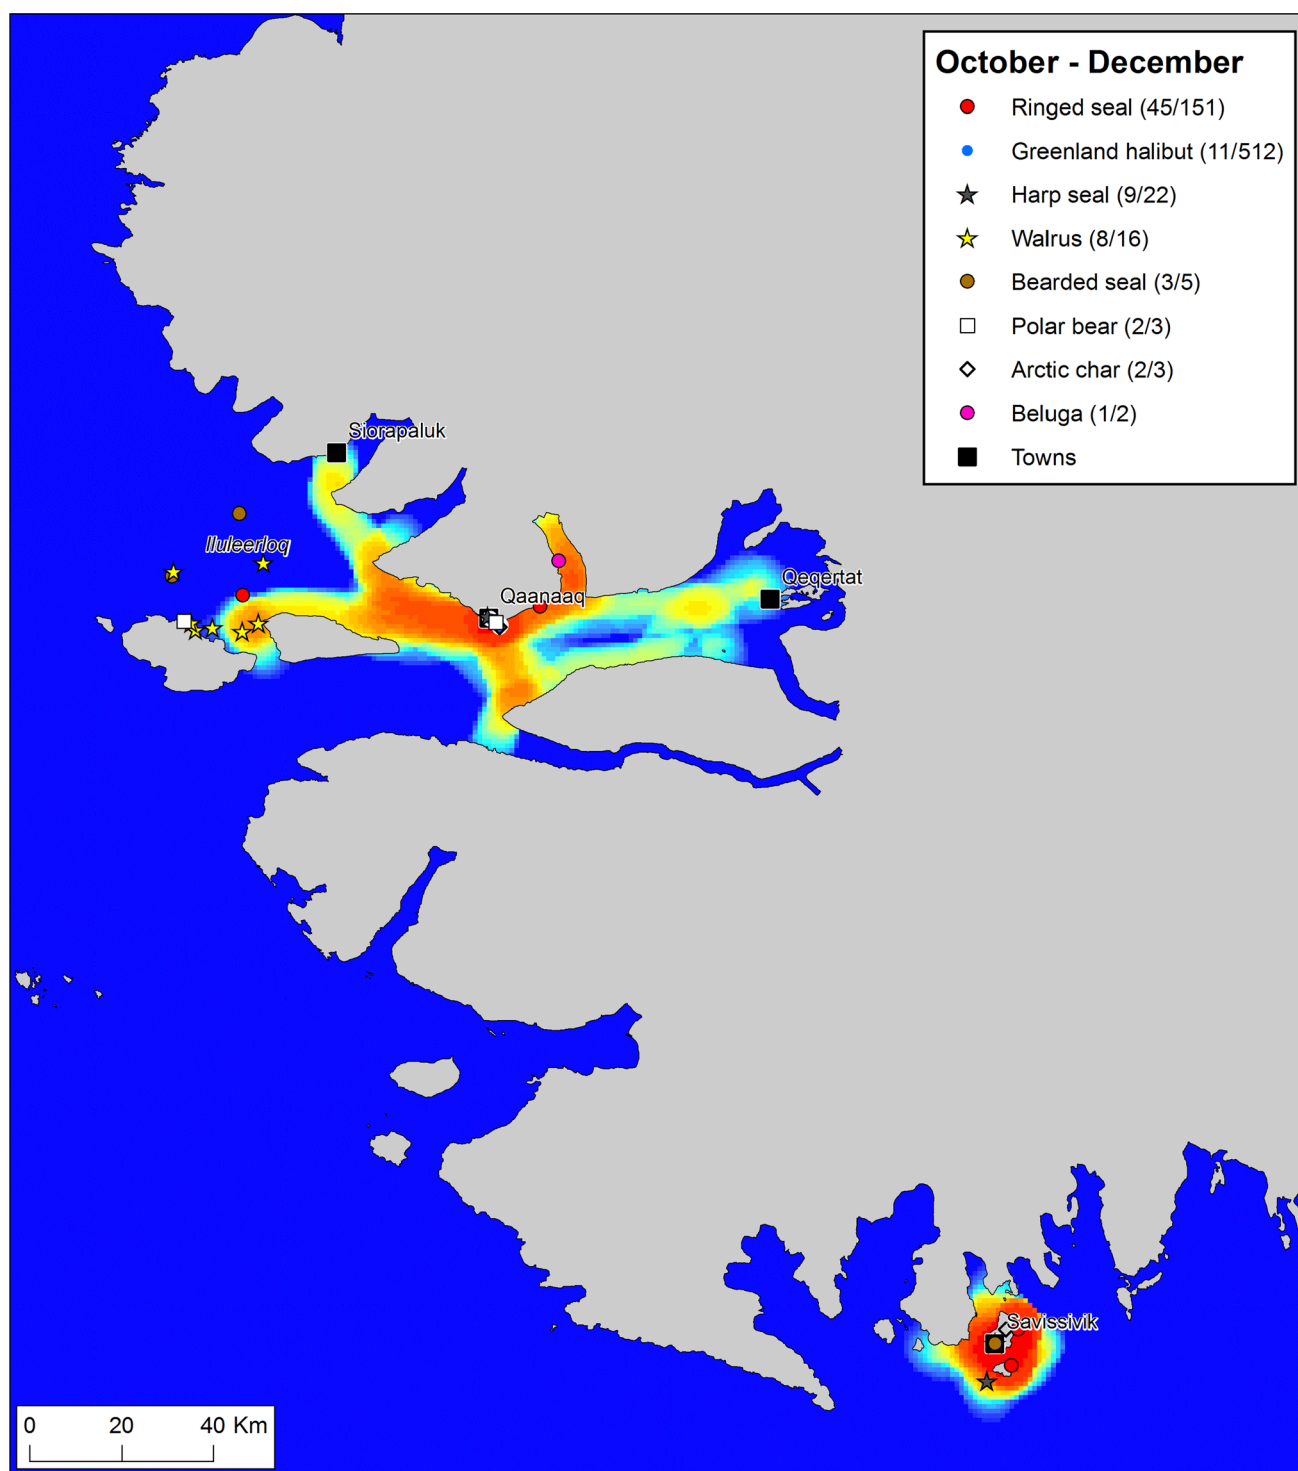 October - December
Ringed seal (45/151)
Greenland halibut (11/512)
Harp seal (9/22)
Walrus (8/16)
Bearded seal (3/5)
Polar bear (2/3)
Arctic char (2/3)
Beluga (1/2)
Towns
Siorapaluk
Iluleerloq
Qeqertat
Qaanaaq
Savissivik
0 20 40 Km